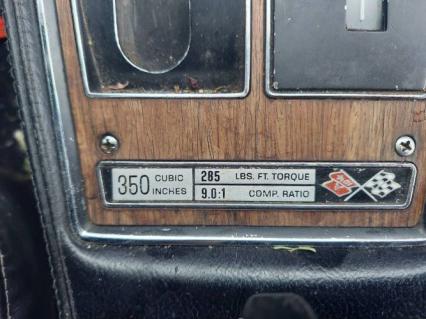 350 CUBIC INCHES
285 LBS. FT. TORQUE
9.0:1 COMP. RATIO